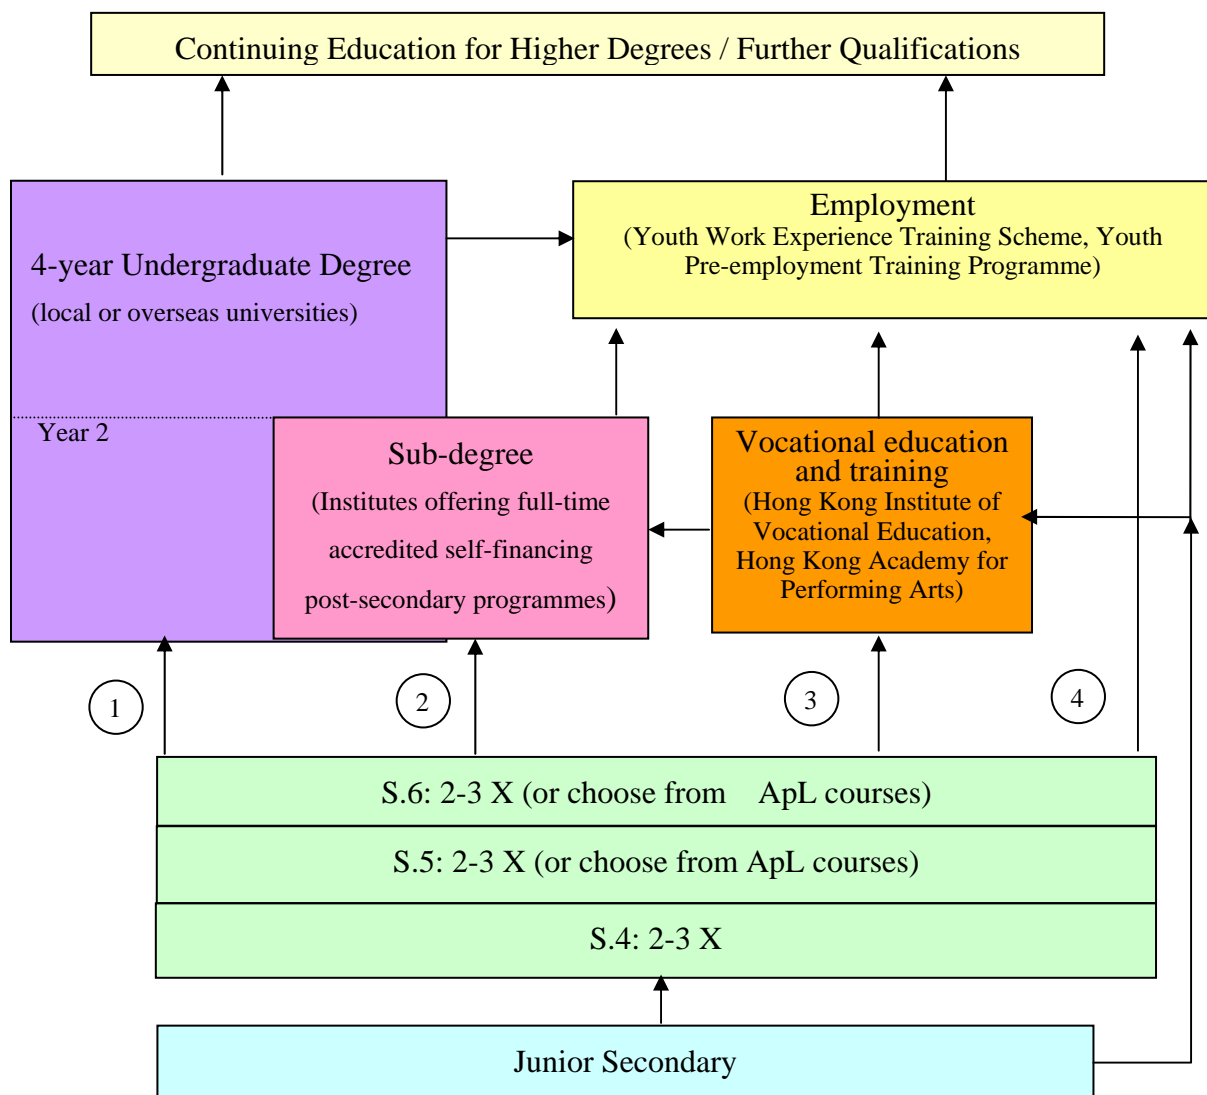 Continuing Education for Higher Degrees / Further Qualifications
4-year Undergraduate Degree
(local or overseas universities)
Year 2
Employment
(Youth Work Experience Training Scheme, Youth
Pre-employment Training Programme)
Sub-degree
(Institutes offering full-time
accredited self-financing
post-secondary programmes)
Vocational education
and training
(Hong Kong Institute of
Vocational Education,
Hong Kong Academy for
Performing Arts)
1
2
3
4
S.6: 2-3 X (or choose from ApL courses)
S.5: 2-3 X (or choose from ApL courses)
S.4: 2-3 X
Junior Secondary